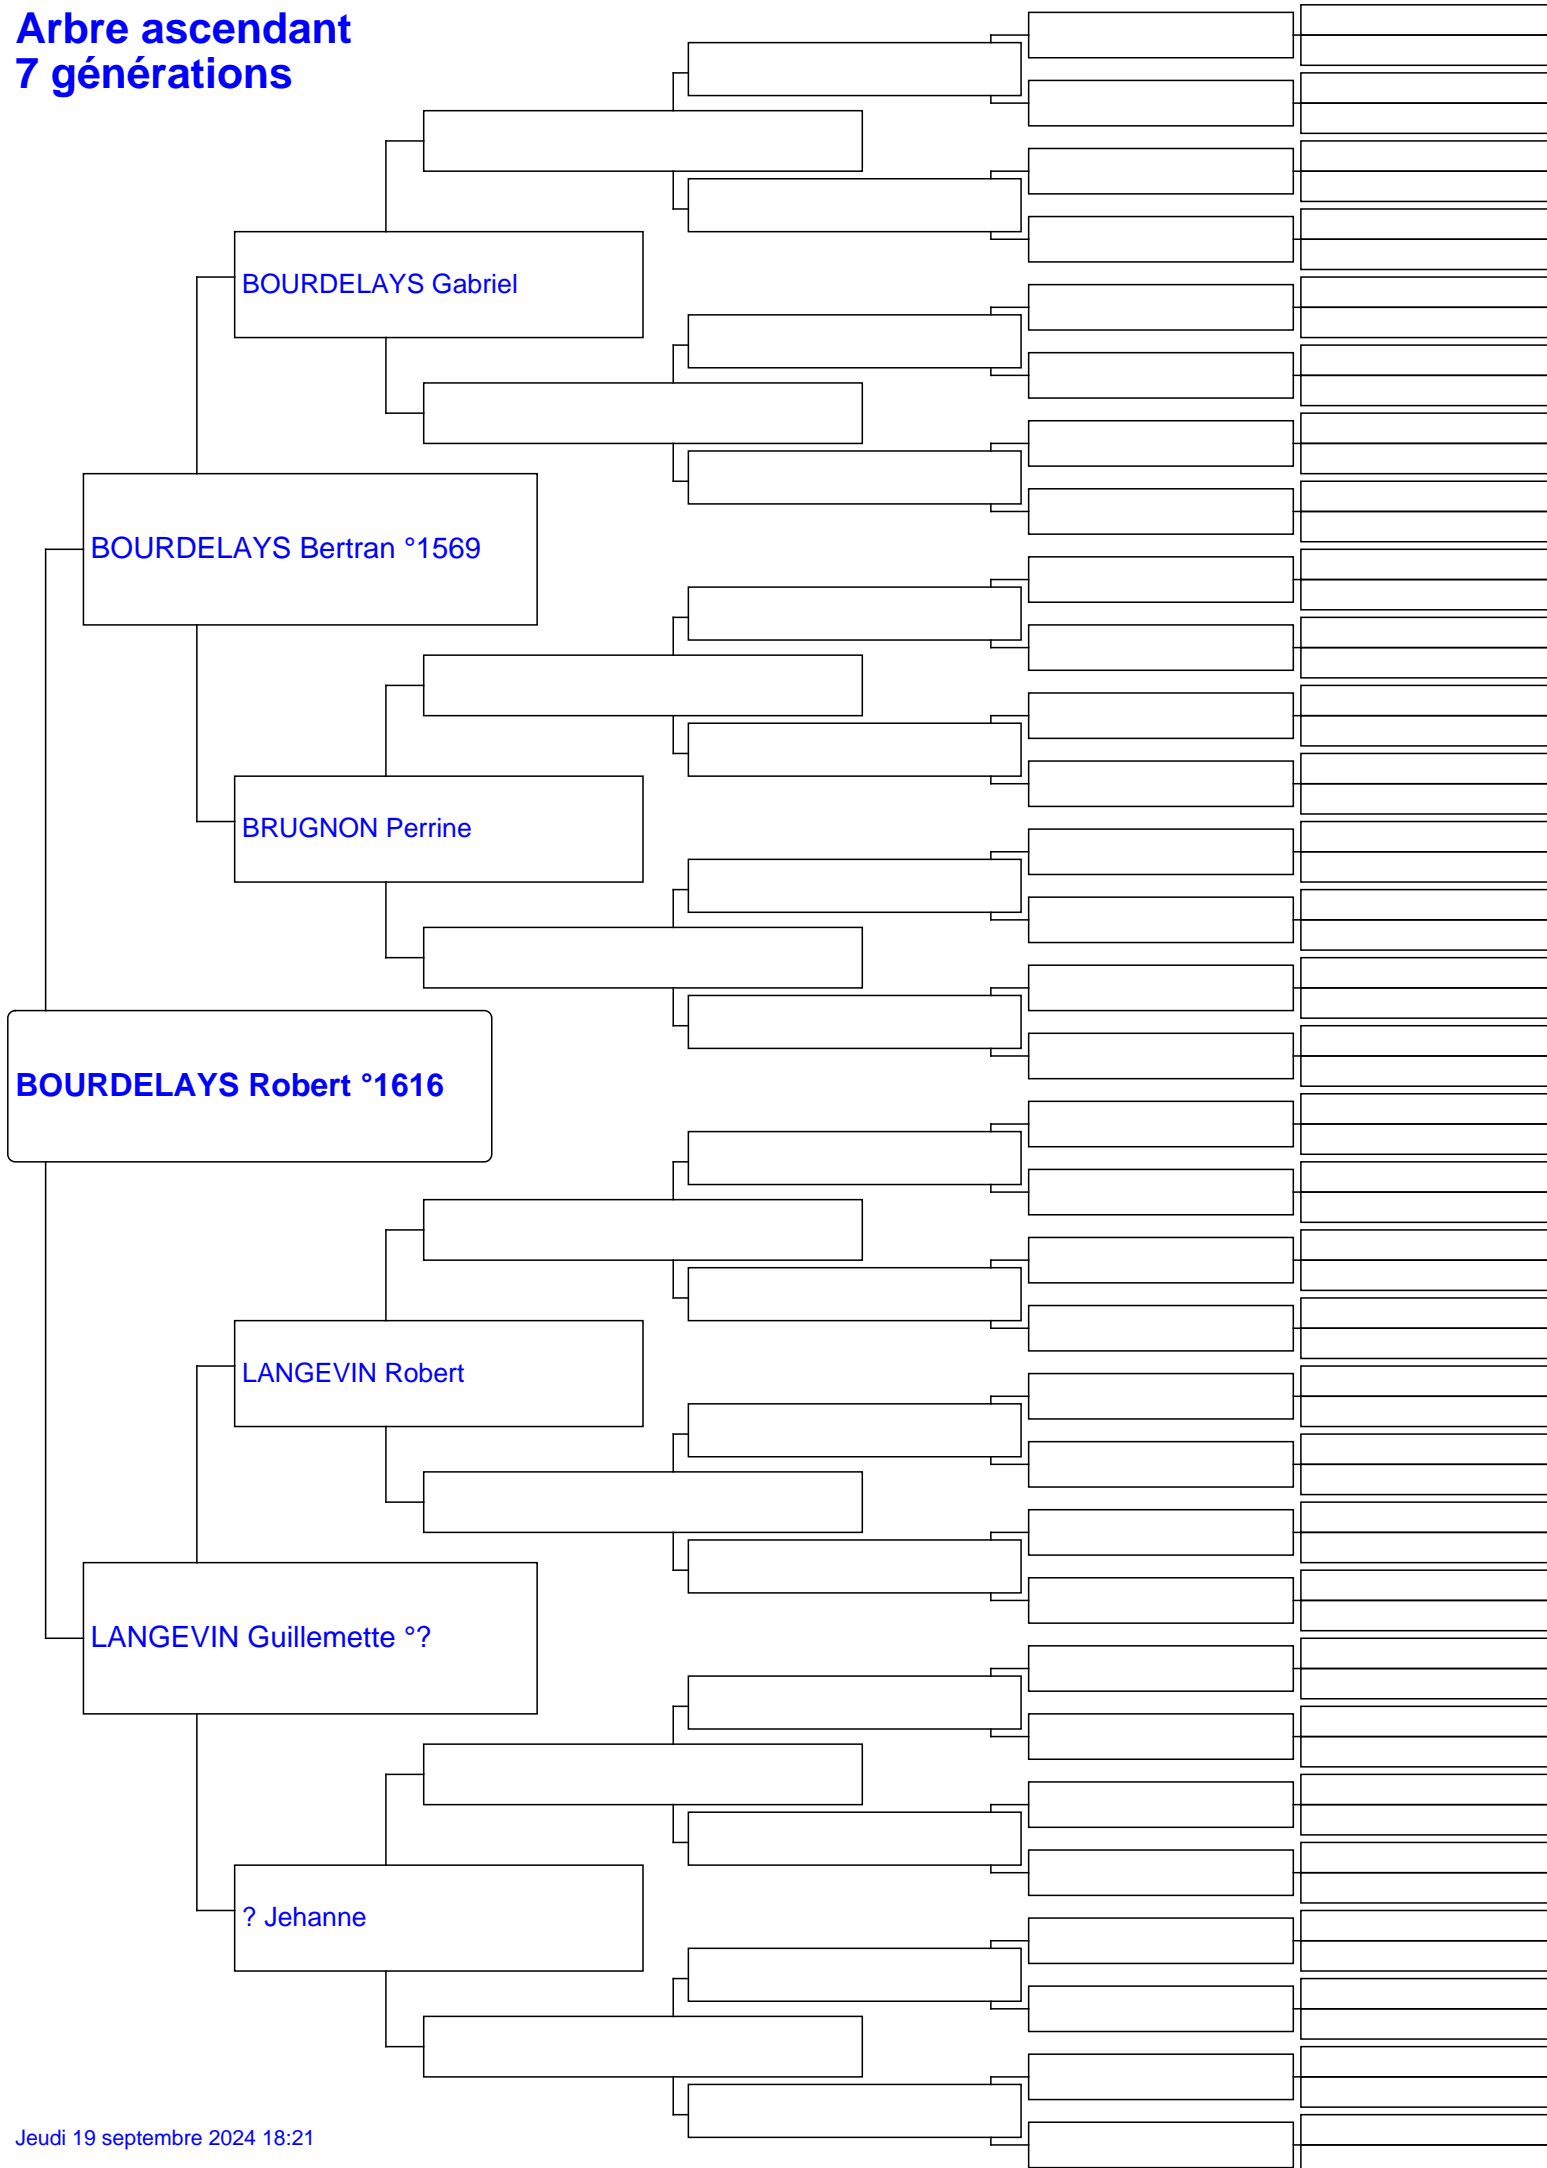 Arbre ascendant
7 générations
BOURDELAYS Gabriel
BOURDELAYS Bertran °1569
BRUGNON Perrine
BOURDELAYS Robert °1616
LANGEVIN Robert
LANGEVIN Guillemette °?
? Jehanne
Jeudi 19 septembre 2024 18:21